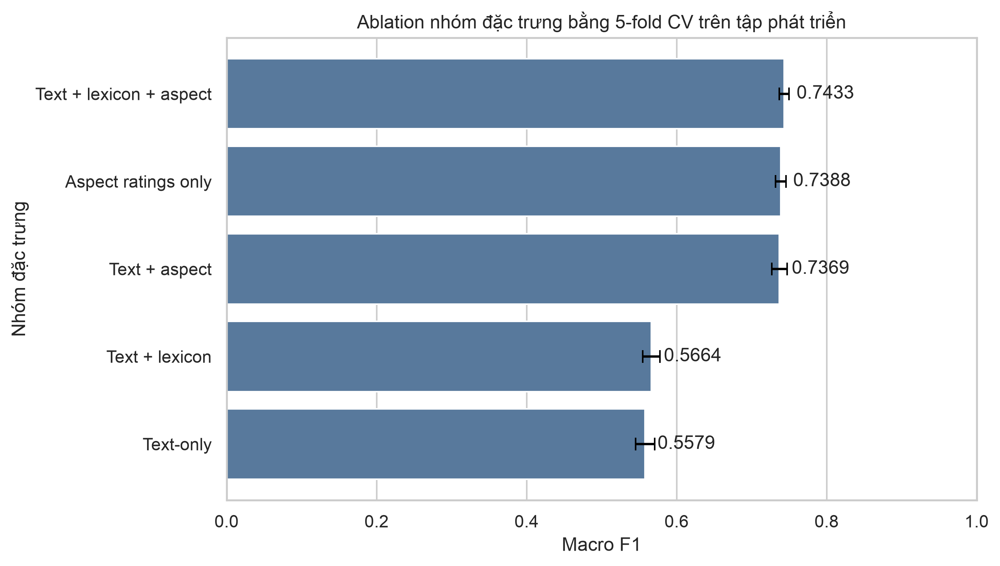 Ablation nhóm đặc trưng bằng 5-fold CV trên tập phát triển
Nhóm đặc trưng
Text + lexicon + aspect
0.7433
Aspect ratings only
0.7388
Text + aspect
0.7369
Text + lexicon
0.5664
Text-only
0.5579
0.0 0.2 0.4 0.6 0.8 1.0
Macro F1